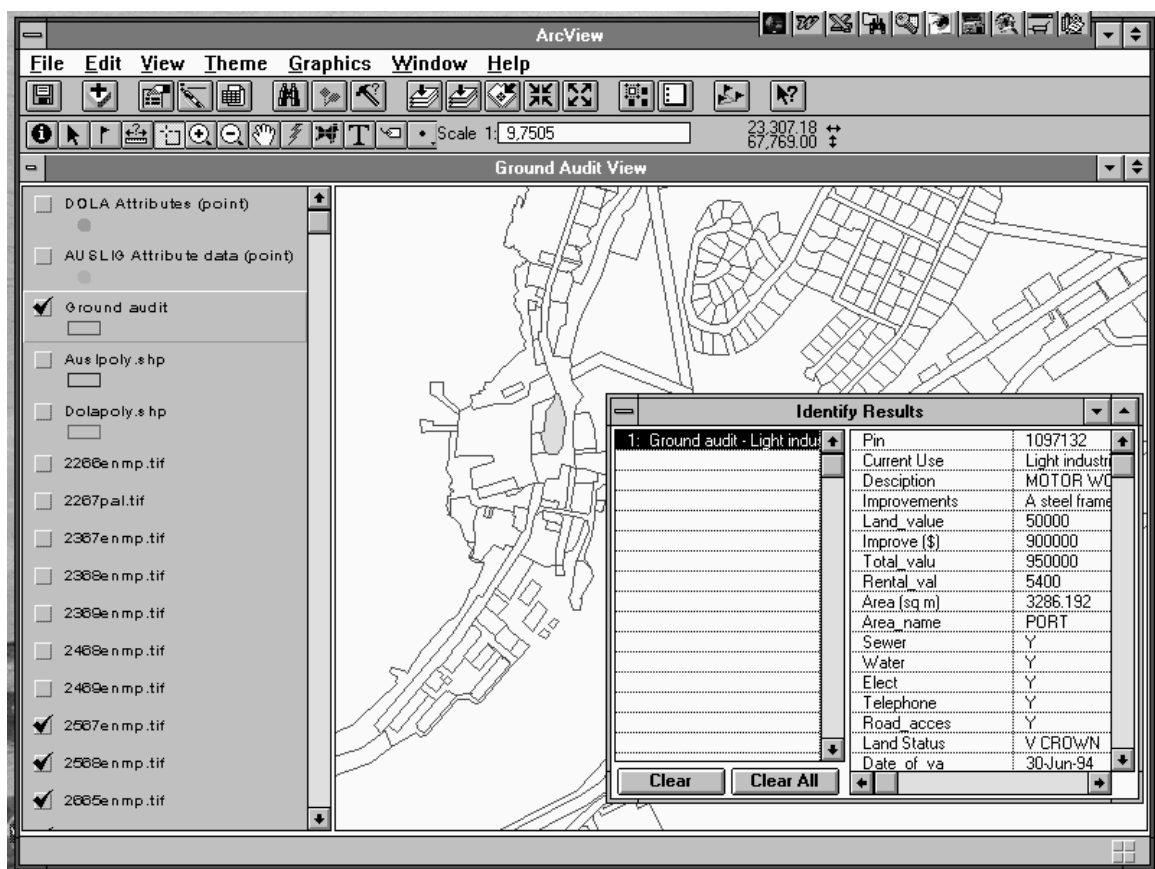 ArcView
File Edit View Theme Graphics Window Help
Scale 1: 9,7505
23,307.18
67,769.00
Ground Audit View
DOLA Attributes (point)
AUSLIG Attribute data (point)
Ground audit
Auslpoly.shp
Dolapoly.shp
2266enmp.tif
2267pal.tif
2367enmp.tif
2368enmp.tif
2369enmp.tif
2468enmp.tif
2469enmp.tif
2567enmp.tif
2568enmp.tif
2665enmp.tif
Identify Results
1: Ground audit - Light indus
Pin 1097132
Current Use Light industri
Desciption MOTOR WO
Improvements A steel frame
Land_value 50000
Improve ($) 900000
Total_valu 950000
Rental_val 5400
Area (sq m) 3286.192
Area_name PORT
Sewer Y
Water Y
Elect Y
Telephone Y
Road_acces Y
Land Status V CROWN
Date_of_va 30-Jun-94
Clear Clear All